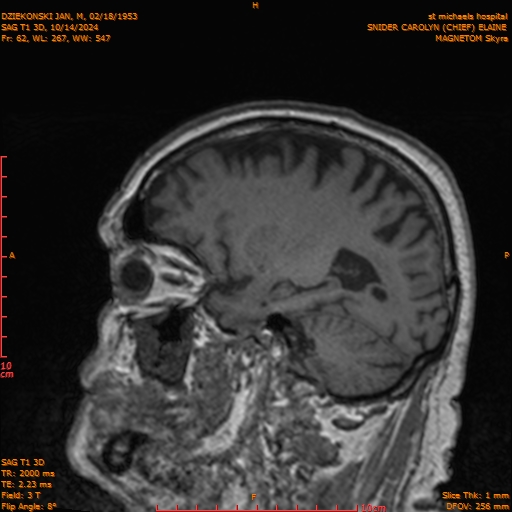 H
DZIEKONSKI JAN, M, 02/18/1953
SAG T1 3D, 10/14/2024
Fr: 62, WL: 267, WW: 547
st michaels hospital
SNIDER CAROLYN (CHIEF) ELAINE
MAGNETOM Skyra
A
P
10
cm
SAG T1 3D
TR: 2000 ms
TE: 2.23 ms
Field: 3 T
Flip Angle: 8°
F
10cm
Slice Thk: 1 mm
DFOV: 256 mm